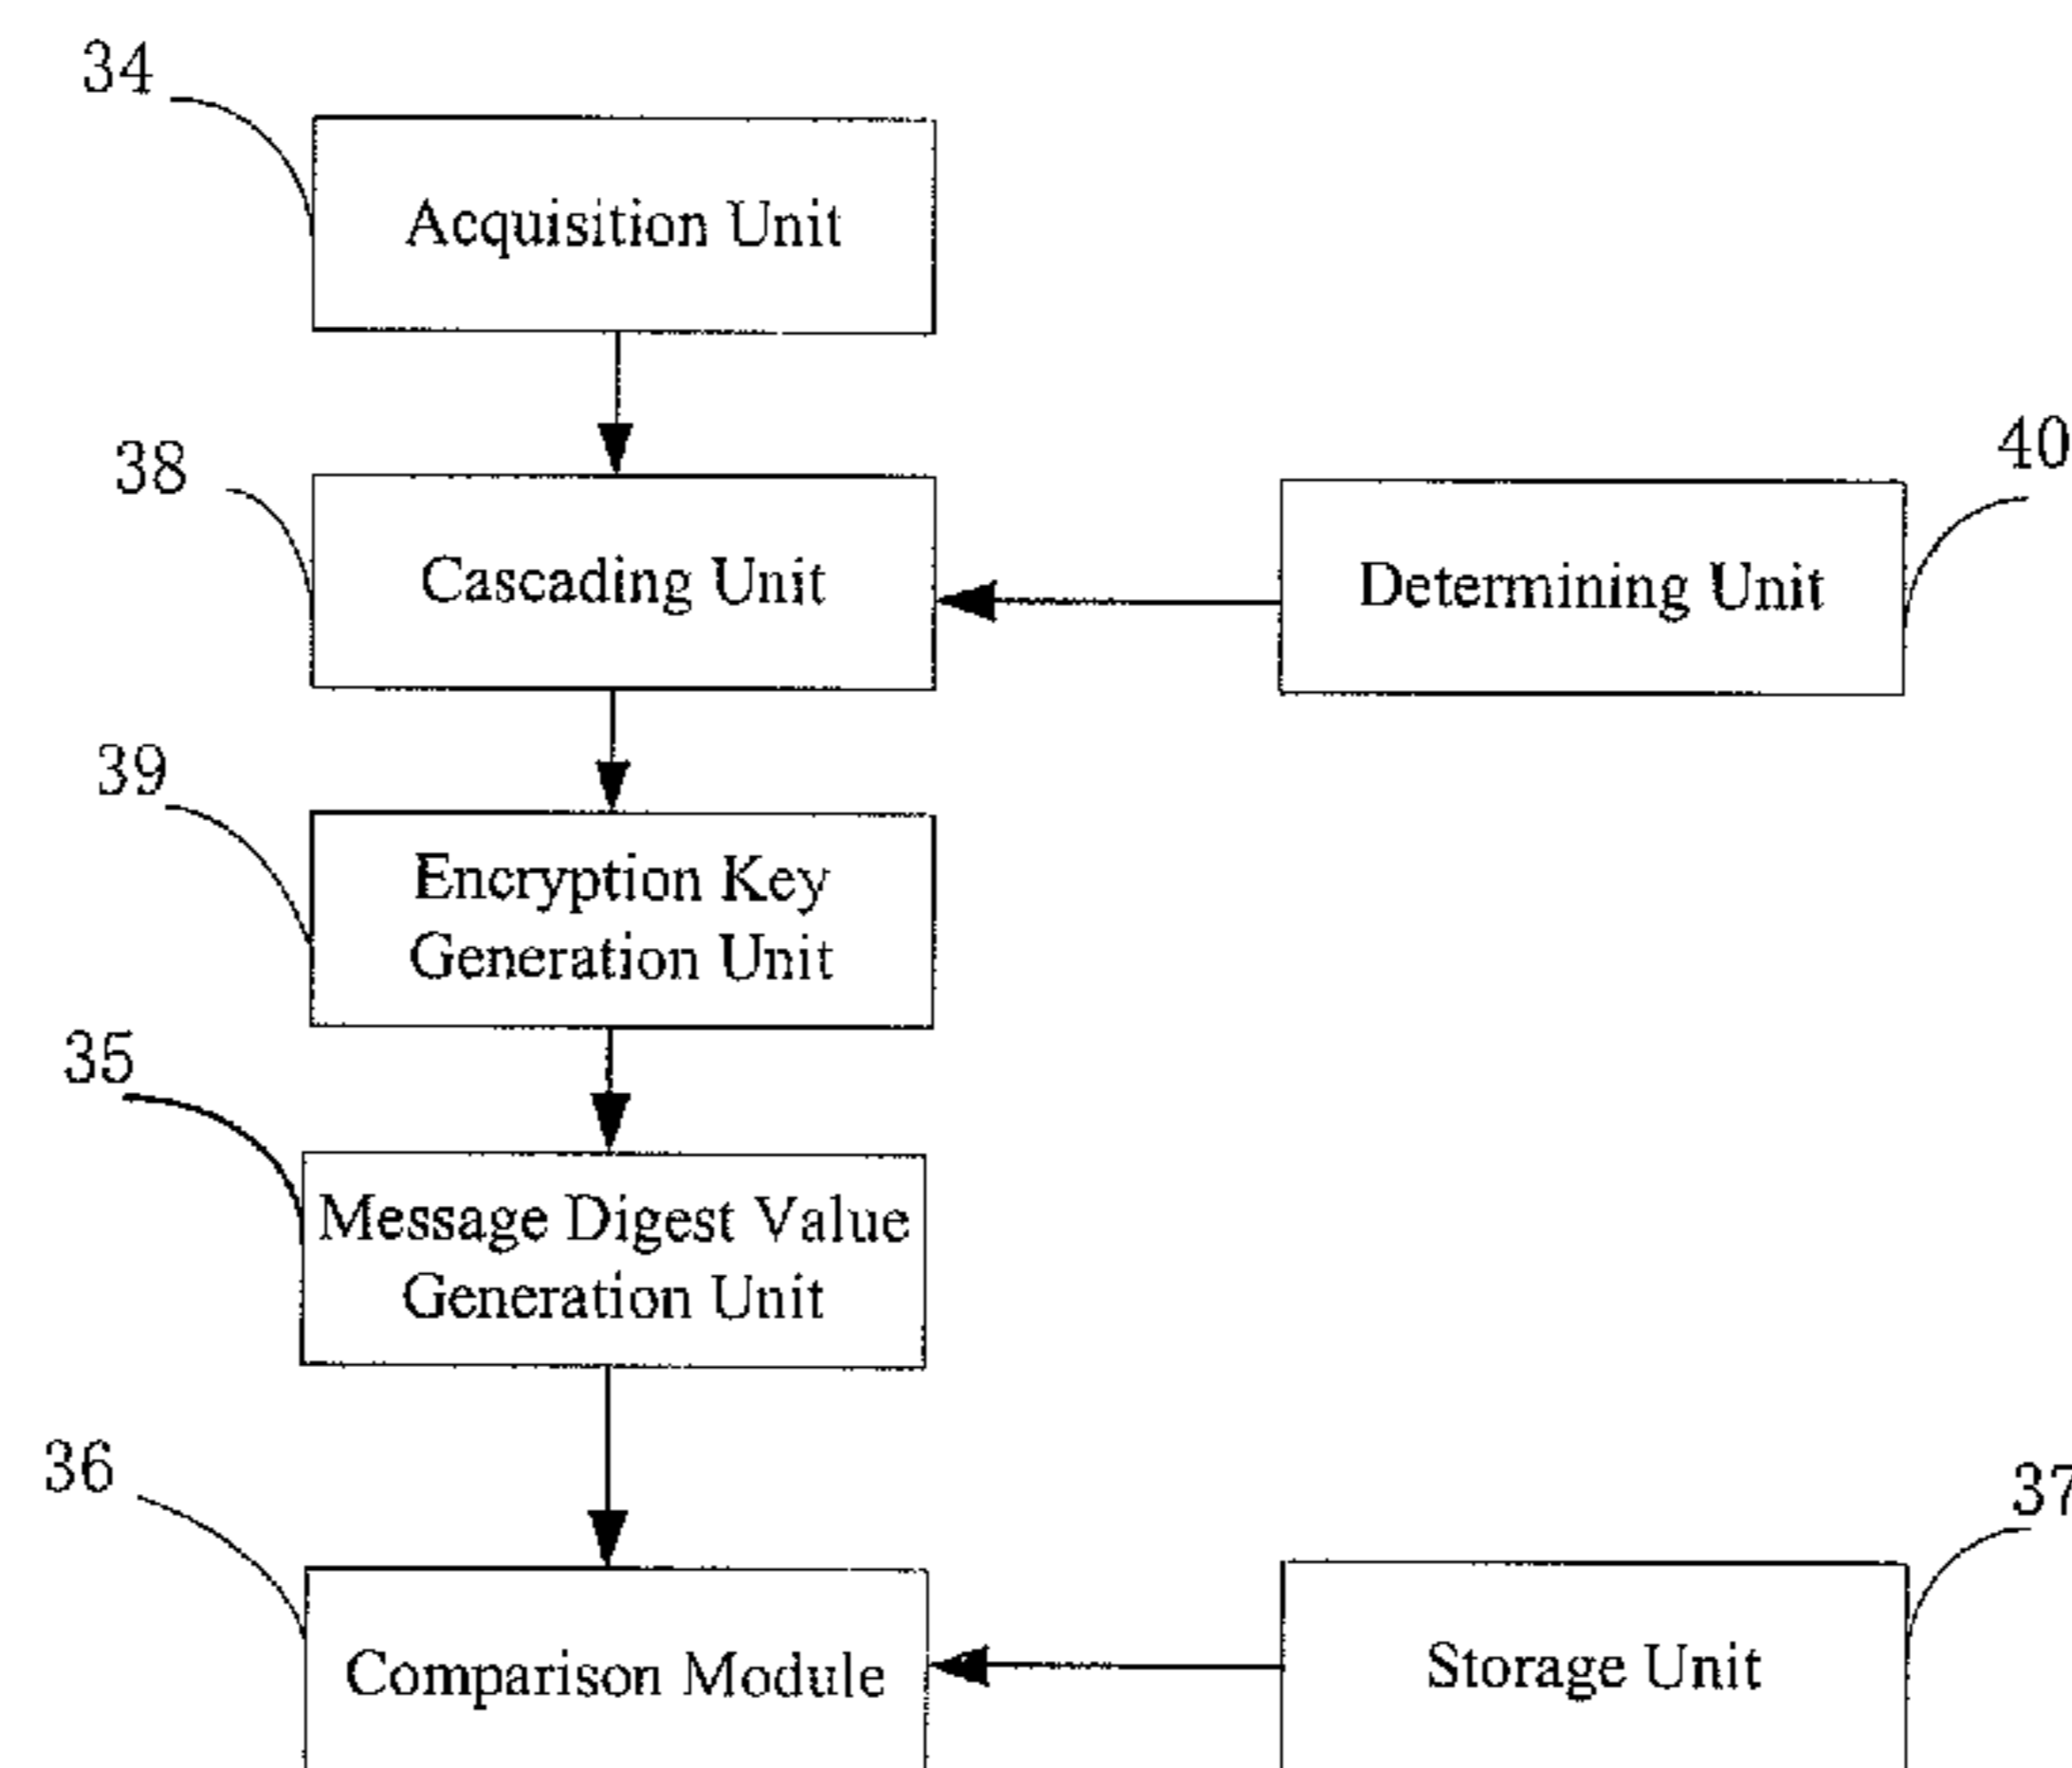 34
Acquisition Unit
38
Cascading Unit
40
Determining Unit
39
Encryption Key
Generation Unit
35
Message Digest Value
Generation Unit
36
Comparison Module
37
Storage Unit